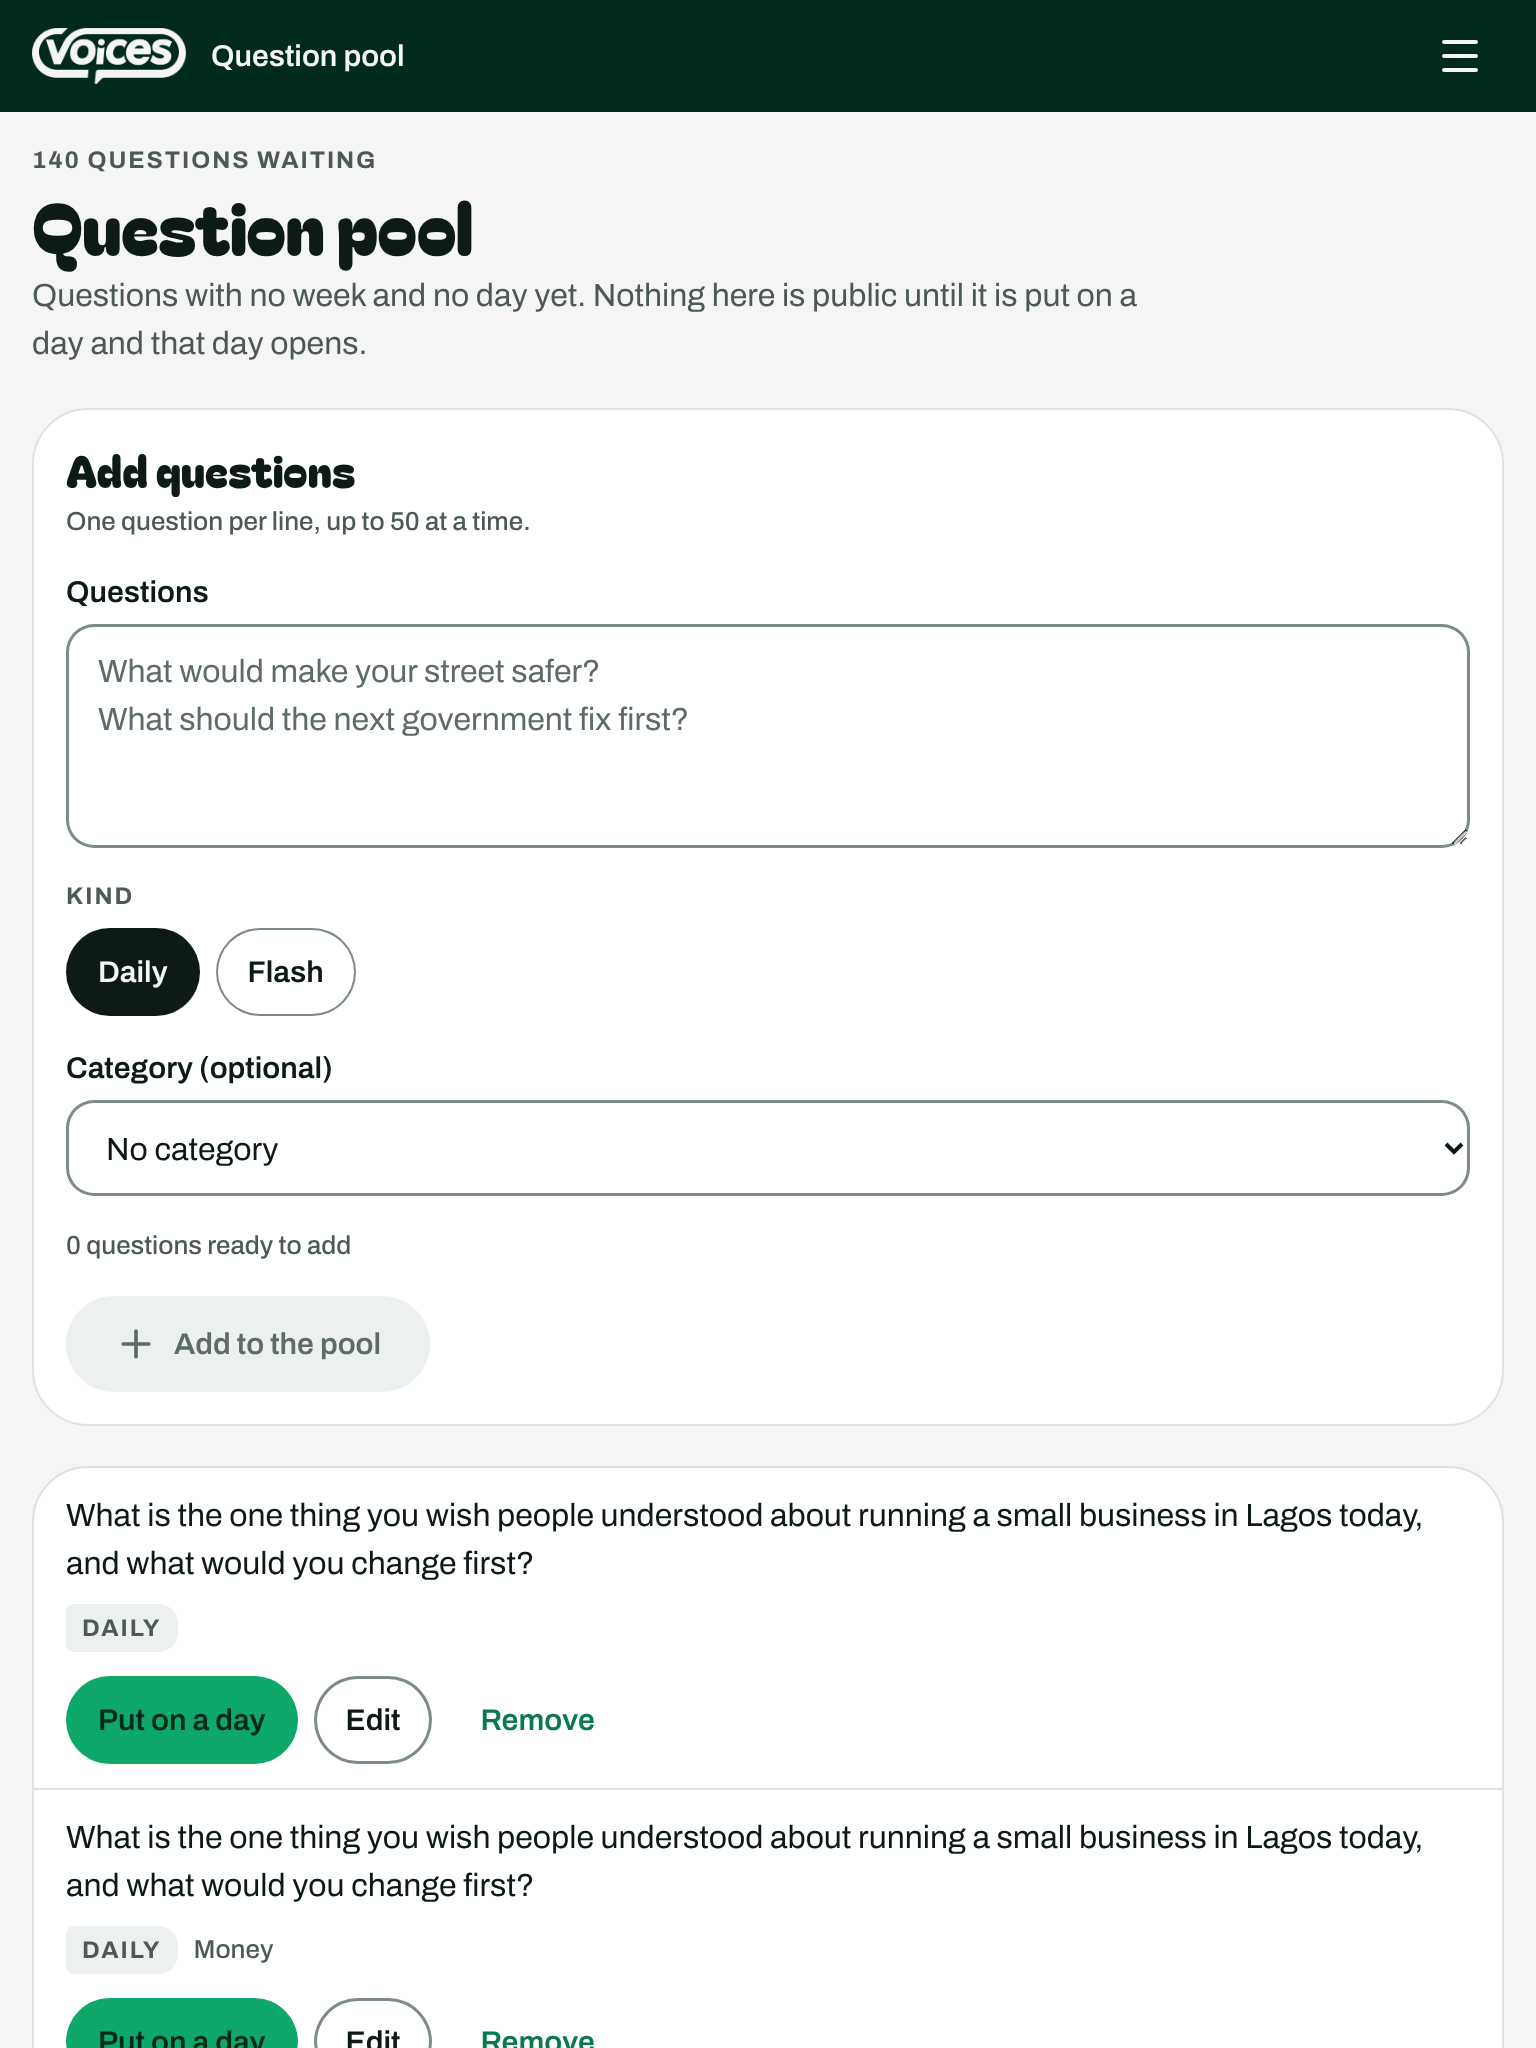 voices
Question pool
140 QUESTIONS WAITING
Question pool
Questions with no week and no day yet. Nothing here is public until it is put on a
day and that day opens.
Add questions
One question per line, up to 50 at a time.
Questions
What would make your street safer?
What should the next government fix first?
KIND
Daily
Flash
Category (optional)
No category
0 questions ready to add
Add to the pool
What is the one thing you wish people understood about running a small business in Lagos today,
and what would you change first?
DAILY
Put on a day
Edit
Remove
What is the one thing you wish people understood about running a small business in Lagos today,
and what would you change first?
DAILY
Money
Put on a day
Edit
Remove